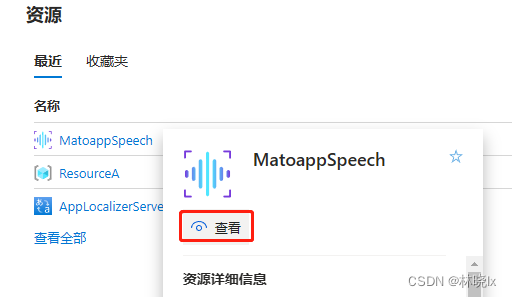 资源
最近 收藏夹
名称
MatoappSpeech
ResourceA
AppLocalizerServe
查看全部
MatoappSpeech
查看
资源详细信息
CSDN @林晓lx